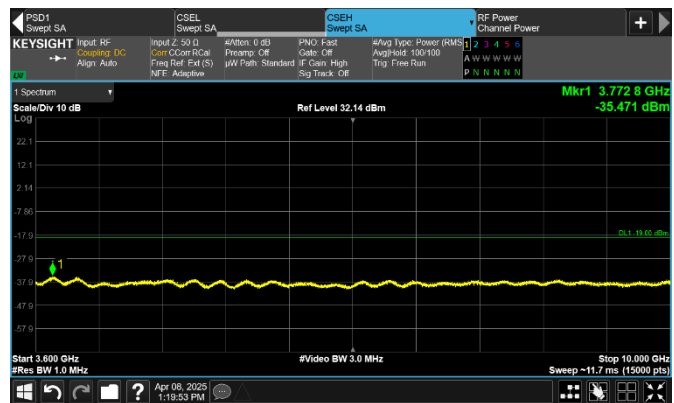 PSD1 CSEL CSEH RF Power
Swept SA Swept SA Swept SA Channel Power
KEYSIGHT Input: RF Input Z: 50 Ω #Atten: 0 dB PNO: Fast #Avg Type: Power (RMS 1 2 3 4 5 6
Coupling: DC Corr CCorr RCal Preamp: Off Gate: Off Avg|Hold: 100/100 A W W W W W
Align: Auto Freq Ref: Ext (S) µW Path: Standard IF Gain: High Trig: Free Run
NFE: Adaptive Sig Track: Off P N N N N N
LXI
1 Spectrum
Mkr1 3.772 8 GHz
Scale/Div 10 dB Ref Level 32.14 dBm -35.471 dBm
Log
22.1
12.1
2.14
-7.86
-17.9
DL1 -19.00 dBm
-27.9
1
-37.9
-47.9
-57.9
Start 3.600 GHz #Video BW 3.0 MHz Stop 10.000 GHz
#Res BW 1.0 MHz Sweep ~11.7 ms (15000 pts)
? Apr 08, 2025
1:19:53 PM